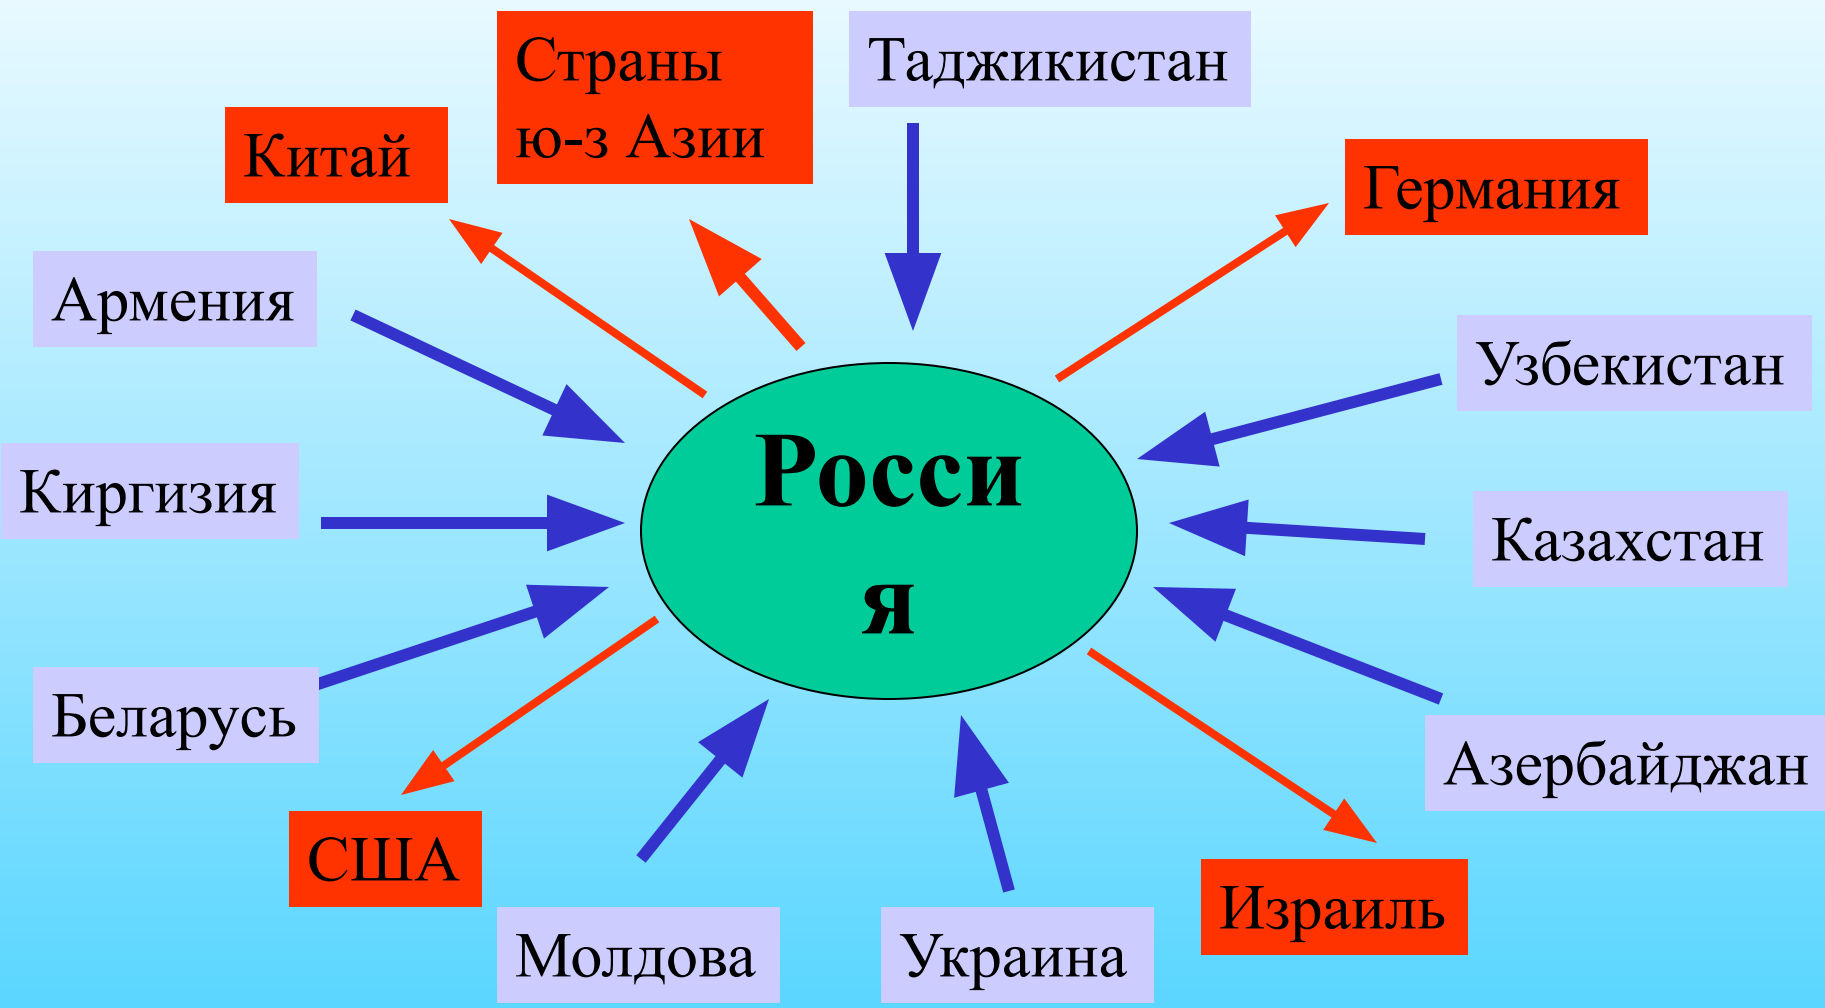 Страны
ю-з Азии
Таджикистан
Китай
Германия
Армения
Узбекистан
Киргизия
Росси
я
Казахстан
Беларусь
Азербайджан
США
Израиль
Молдова
Украина